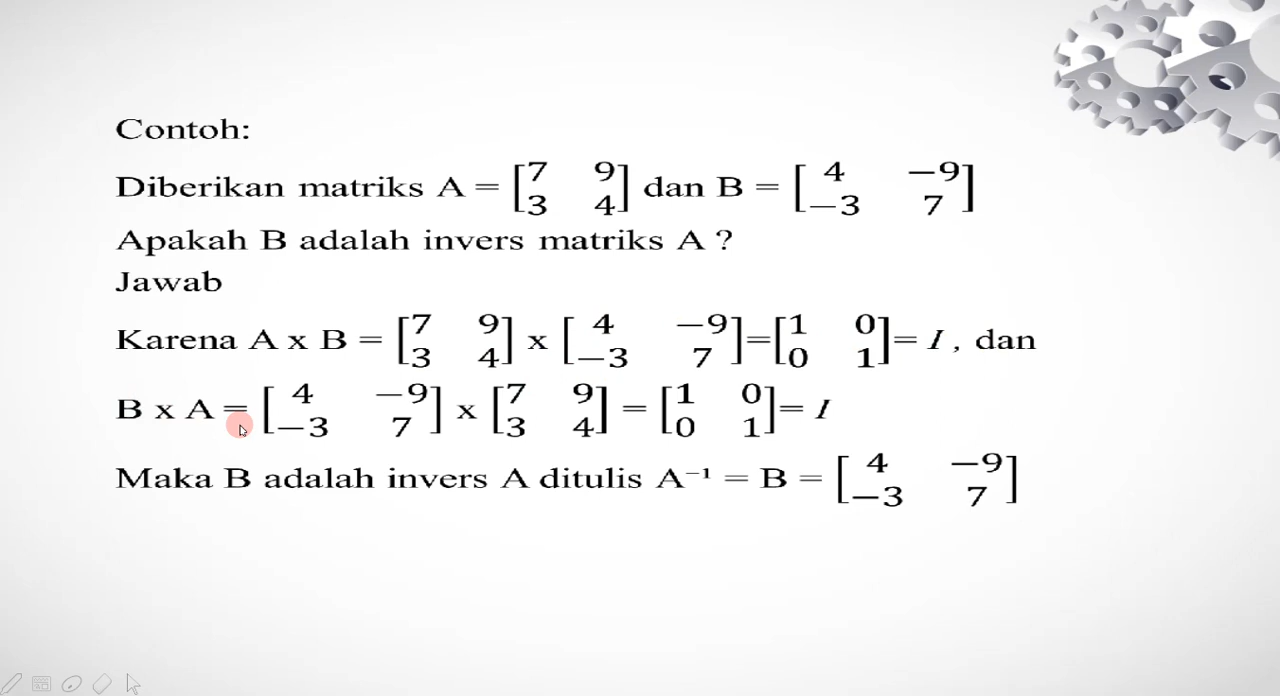 Contoh:
Diberikan matriks A = [7 9 3 4] dan B = [4 −9 −3 7]
Apakah B adalah invers matriks A ?
Jawab
Karena A x B = [7 9 3 4] x [4 −9 −3 7]=[1 0 0 1]= I , dan
B x A = [4 −9 −3 7] x [7 9 3 4] = [1 0 0 1]= I
Maka B adalah invers A ditulis A⁻¹ = B = [4 −9 −3 7]